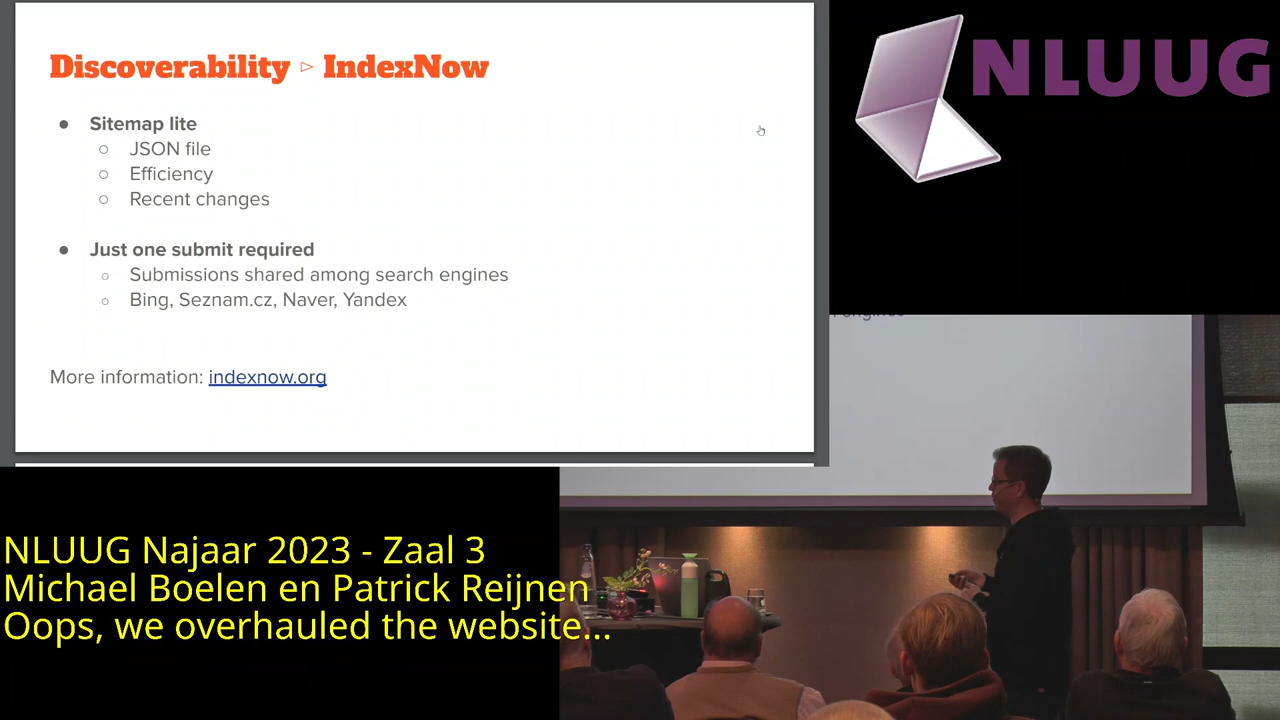 Discoverability ▹ IndexNow
● Sitemap lite
○ JSON file
○ Efficiency
○ Recent changes
● Just one submit required
○ Submissions shared among search engines
○ Bing, Seznam.cz, Naver, Yandex
More information: indexnow.org
NLUUG
NLUUG Najaar 2023 - Zaal 3
Michael Boelen en Patrick Reijnen
Oops, we overhauled the website...